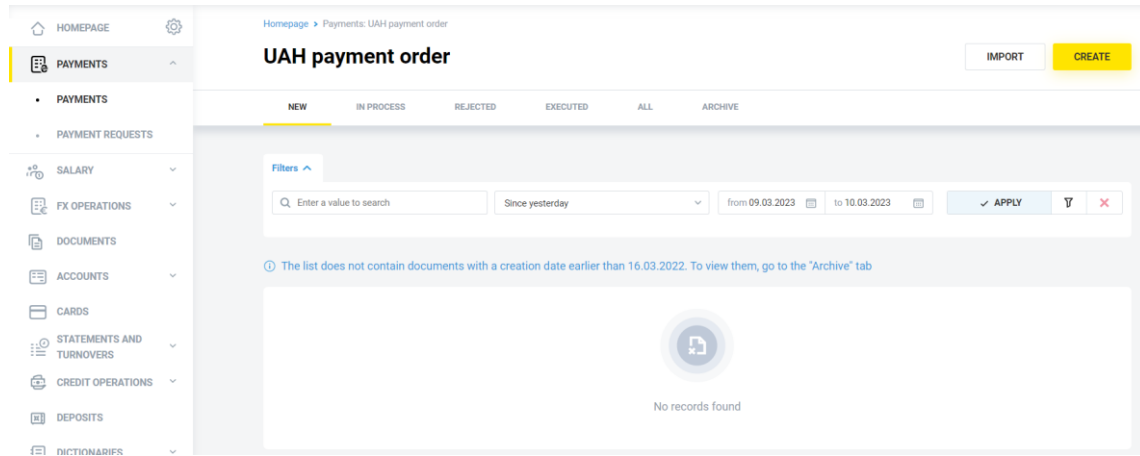 HOMEPAGE
PAYMENTS
PAYMENTS
PAYMENT REQUESTS
SALARY
FX OPERATIONS
DOCUMENTS
ACCOUNTS
CARDS
STATEMENTS AND
TURNOVERS
CREDIT OPERATIONS
DEPOSITS
DICTIONARIES
Homepage > Payments: UAH payment order
UAH payment order
IMPORT
CREATE
NEW IN PROCESS REJECTED EXECUTED ALL ARCHIVE
Filters
Enter a value to search Since yesterday from 09.03.2023 to 10.03.2023 APPLY
The list does not contain documents with a creation date earlier than 16.03.2022. To view them, go to the "Archive" tab
No records found